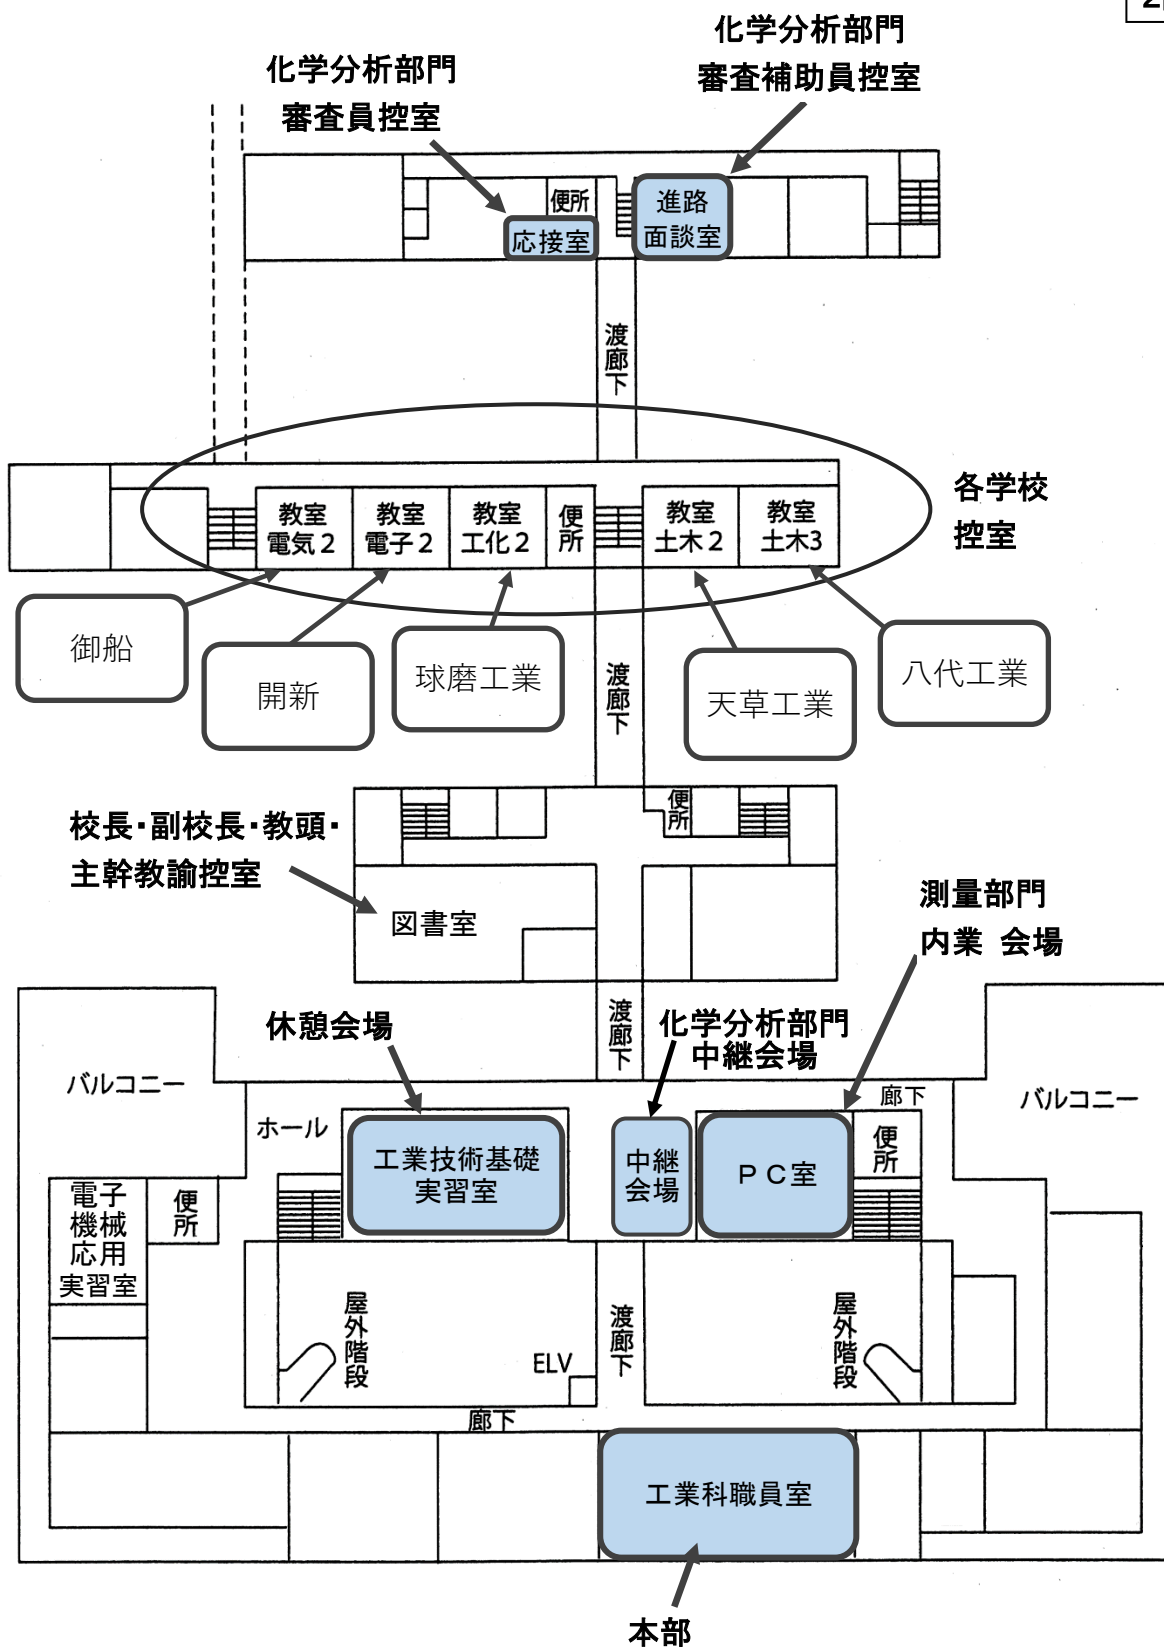 化学分析部門
審査補助員控室
化学分析部門
審査員控室
便所
進路
面談室
応接室
渡廊下
各学校
控室
教室
電気2
教室
電子2
教室
工化2
便所
教室
土木2
教室
土木3
御船
開新
球磨工業
天草工業
八代工業
渡廊下
便所
校長・副校長・教頭・
主幹教諭控室
図書室
測量部門
内業 会場
渡廊下
休憩会場
化学分析部門
中継会場
バルコニー
廊下
バルコニー
ホール
工業技術基礎
実習室
中継
会場
PC室
便所
電子
機械
応用
実習室
便所
屋外階段
渡廊下
屋外階段
ELV
廊下
工業科職員室
本部